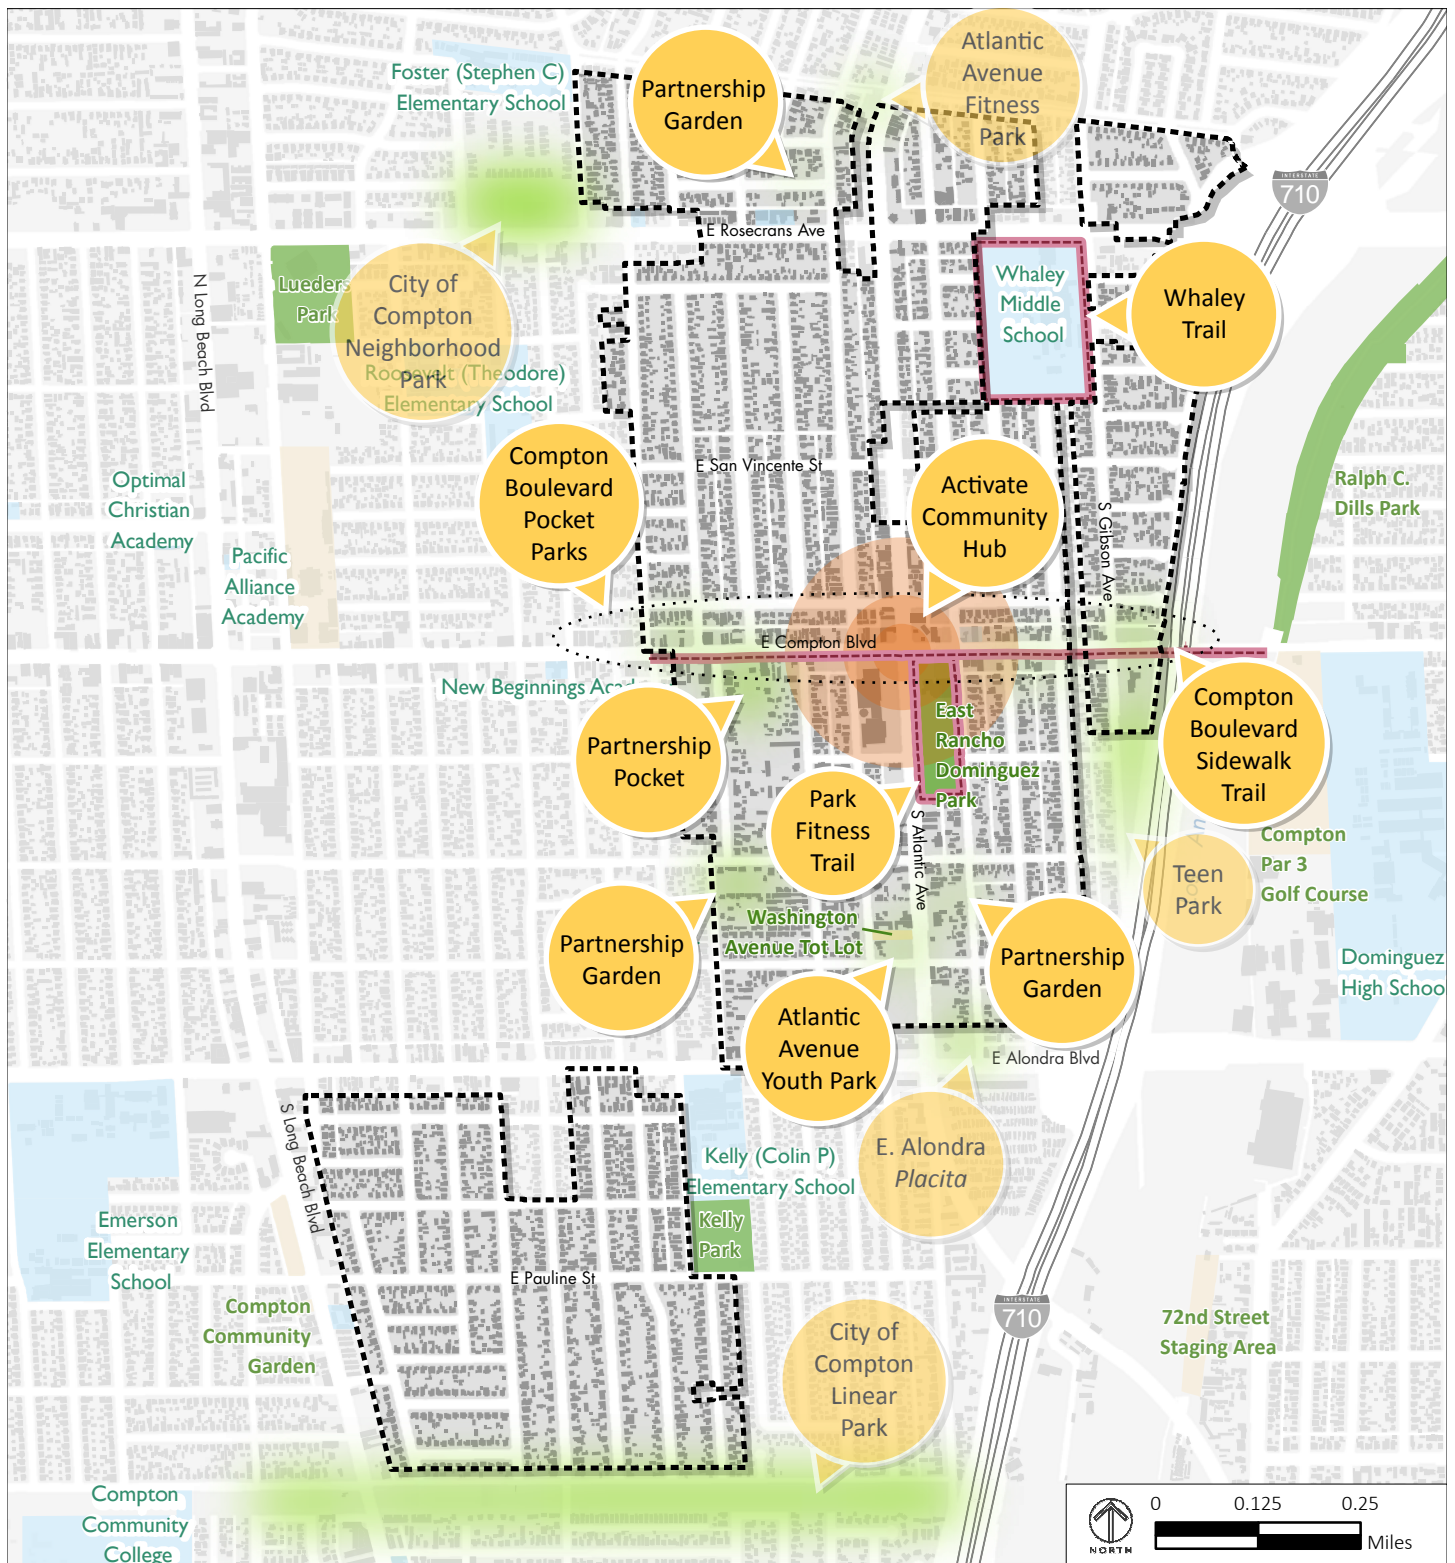 Foster (Stephen C)
Elementary School
Partnership
Garden
Atlantic
Avenue
Fitness
Park
INTERSTATE
710
E Rosecrans Ave
Lueders
Park
City of
Compton
Neighborhood
Park
N Long Beach Blvd
Whaley
Middle
School
Whaley
Trail
Roosevelt (Theodore)
Elementary School
Compton
Boulevard
Pocket
Parks
E San Vincente St
Activate
Community
Hub
S Gibson Ave
Ralph C.
Dills Park
Optimal
Christian
Academy
Pacific
Alliance
Academy
E Compton Blvd
New Beginnings Acad
Partnership
Pocket
East
Rancho
Dominguez
Park
Compton
Boulevard
Sidewalk
Trail
Park
Fitness
Trail
S Atlantic Ave
Compton
Par 3
Golf Course
Teen
Park
Washington
Avenue Tot Lot
Partnership
Garden
Partnership
Garden
Dominguez
High Schoo
Atlantic
Avenue
Youth Park
E Alondra Blvd
S Long Beach Blvd
Kelly (Colin P)
Elementary School
E. Alondra
Placita
Kelly
Park
Emerson
Elementary
School
E Pauline St
Compton
Community
Garden
City of
Compton
Linear
Park
INTERSTATE
710
72nd Street
Staging Area
Compton
Community
College
NORTH
0 0.125 0.25
Miles